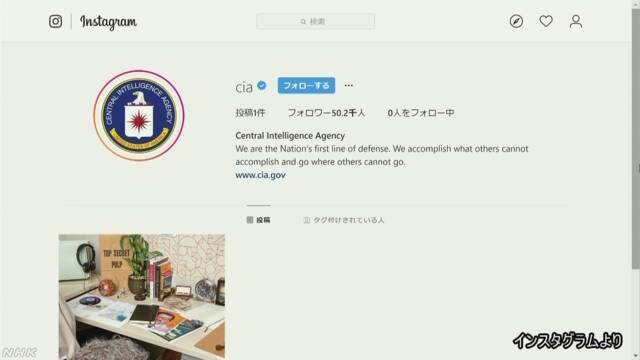 Instagram
検索
cia
フォローする
投稿1件 フォロワー50.2千人 0人をフォロー中
CENTRAL INTELLIGENCE AGENCY
UNITED STATES OF AMERICA
Central Intelligence Agency
We are the Nation's first line of defense. We accomplish what others cannot
accomplish and go where others cannot go.
www.cia.gov
投稿 タグ付けされている人
TOP SECRET
PULP
NHK
インスタグラムより